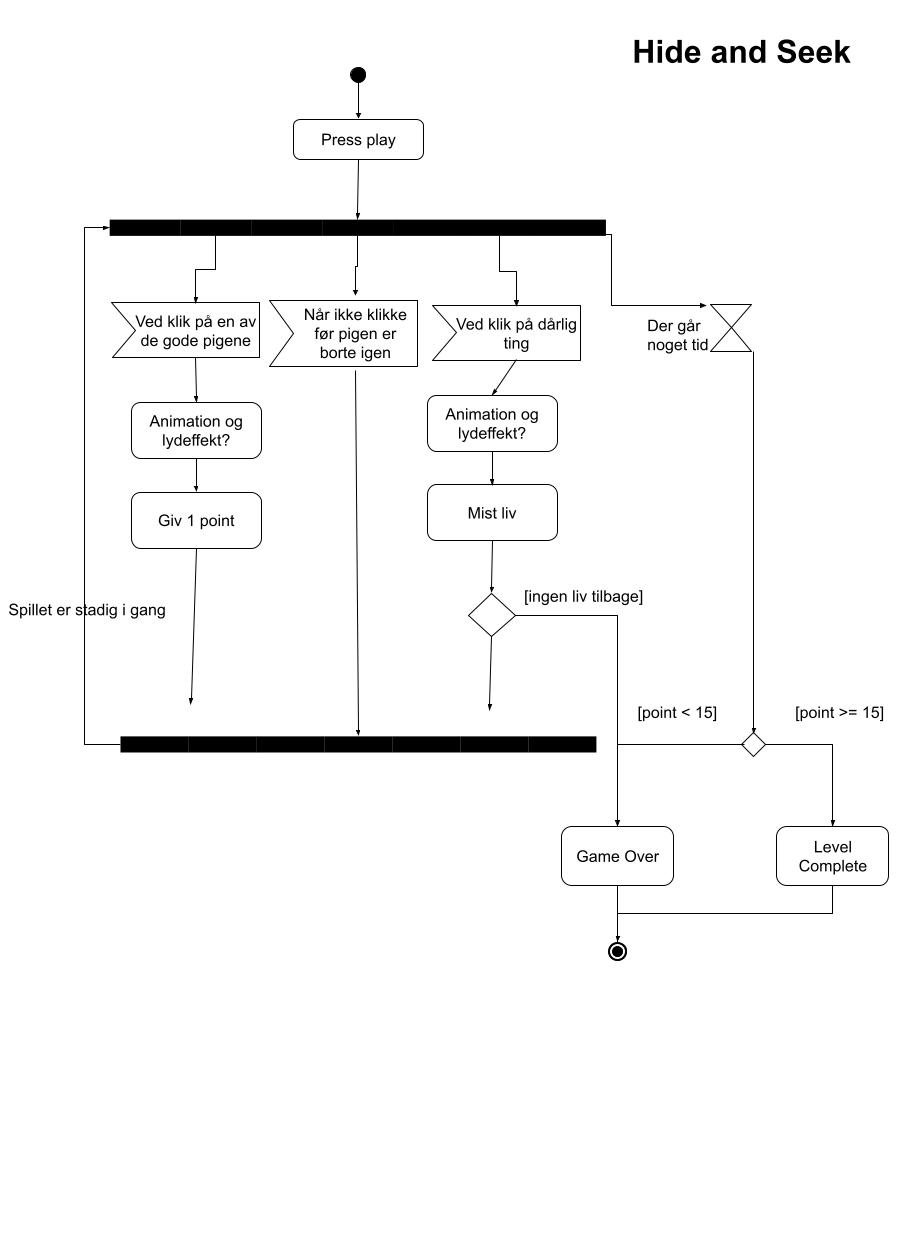 Hide and Seek
Press play
Ved klik på en av
de gode pigene
Når ikke klikke
før pigen er
borte igen
Ved klik på dårlig
ting
Der går
noget tid
Animation og
lydeffekt?
Animation og
lydeffekt?
Giv 1 point
Mist liv
[ingen liv tilbage]
Spillet er stadig i gang
[point < 15]
[point >= 15]
Game Over
Level
Complete